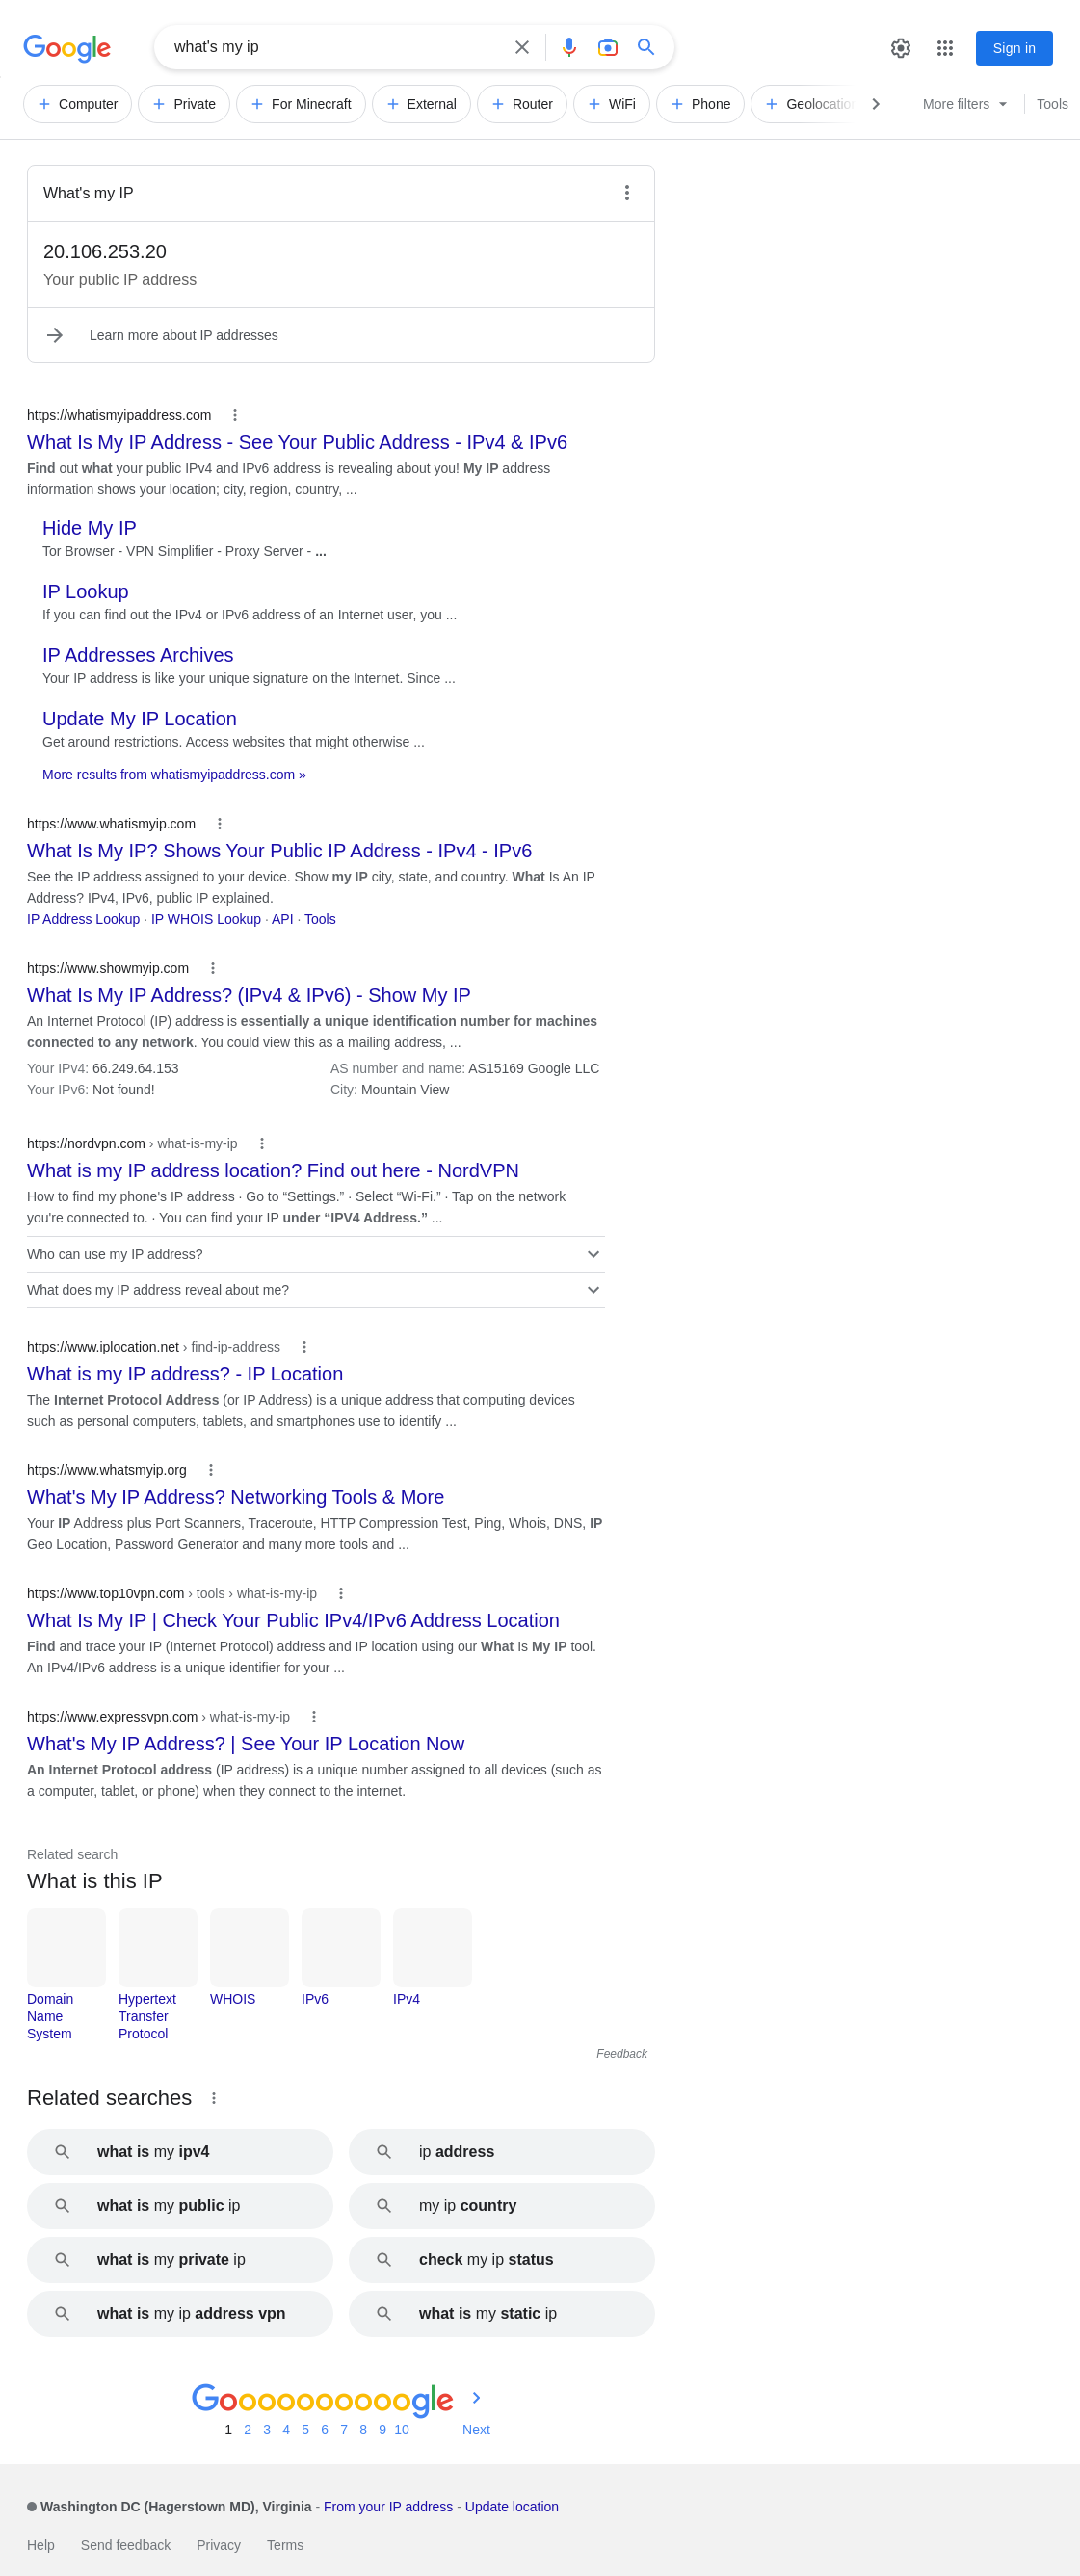 Google
what's my ip
Sign in
Computer
Private
For Minecraft
External
Router
WiFi
Phone
Geolocation
More filters
Tools
What's my IP
20.106.253.20
Your public IP address
Learn more about IP addresses
https://whatismyipaddress.com
What Is My IP Address - See Your Public Address - IPv4 & IPv6
Find out what your public IPv4 and IPv6 address is revealing about you! My IP address
information shows your location; city, region, country, ...
Hide My IP
Tor Browser - VPN Simplifier - Proxy Server - ...
IP Lookup
If you can find out the IPv4 or IPv6 address of an Internet user, you ...
IP Addresses Archives
Your IP address is like your unique signature on the Internet. Since ...
Update My IP Location
Get around restrictions. Access websites that might otherwise ...
More results from whatismyipaddress.com »
https://www.whatismyip.com
What Is My IP? Shows Your Public IP Address - IPv4 - IPv6
See the IP address assigned to your device. Show my IP city, state, and country. What Is An IP
Address? IPv4, IPv6, public IP explained.
IP Address Lookup · IP WHOIS Lookup · API · Tools
https://www.showmyip.com
What Is My IP Address? (IPv4 & IPv6) - Show My IP
An Internet Protocol (IP) address is essentially a unique identification number for machines
connected to any network. You could view this as a mailing address, ...
Your IPv4: 66.249.64.153
AS number and name: AS15169 Google LLC
Your IPv6: Not found!
City: Mountain View
https://nordvpn.com › what-is-my-ip
What is my IP address location? Find out here - NordVPN
How to find my phone's IP address · Go to “Settings.” · Select “Wi-Fi.” · Tap on the network
you're connected to. · You can find your IP under “IPV4 Address.” ...
Who can use my IP address?
What does my IP address reveal about me?
https://www.iplocation.net › find-ip-address
What is my IP address? - IP Location
The Internet Protocol Address (or IP Address) is a unique address that computing devices
such as personal computers, tablets, and smartphones use to identify ...
https://www.whatsmyip.org
What's My IP Address? Networking Tools & More
Your IP Address plus Port Scanners, Traceroute, HTTP Compression Test, Ping, Whois, DNS, IP
Geo Location, Password Generator and many more tools and ...
https://www.top10vpn.com › tools › what-is-my-ip
What Is My IP | Check Your Public IPv4/IPv6 Address Location
Find and trace your IP (Internet Protocol) address and IP location using our What Is My IP tool.
An IPv4/IPv6 address is a unique identifier for your ...
https://www.expressvpn.com › what-is-my-ip
What's My IP Address? | See Your IP Location Now
An Internet Protocol address (IP address) is a unique number assigned to all devices (such as
a computer, tablet, or phone) when they connect to the internet.
Related search
What is this IP
Domain
Name
System
Hypertext
Transfer
Protocol
WHOIS
IPv6
IPv4
Feedback
Related searches
what is my ipv4
ip address
what is my public ip
my ip country
what is my private ip
check my ip status
what is my ip address vpn
what is my static ip
Goooooooooogle
1 2 3 4 5 6 7 8 9 10 Next
Washington DC (Hagerstown MD), Virginia - From your IP address - Update location
Help Send feedback Privacy Terms